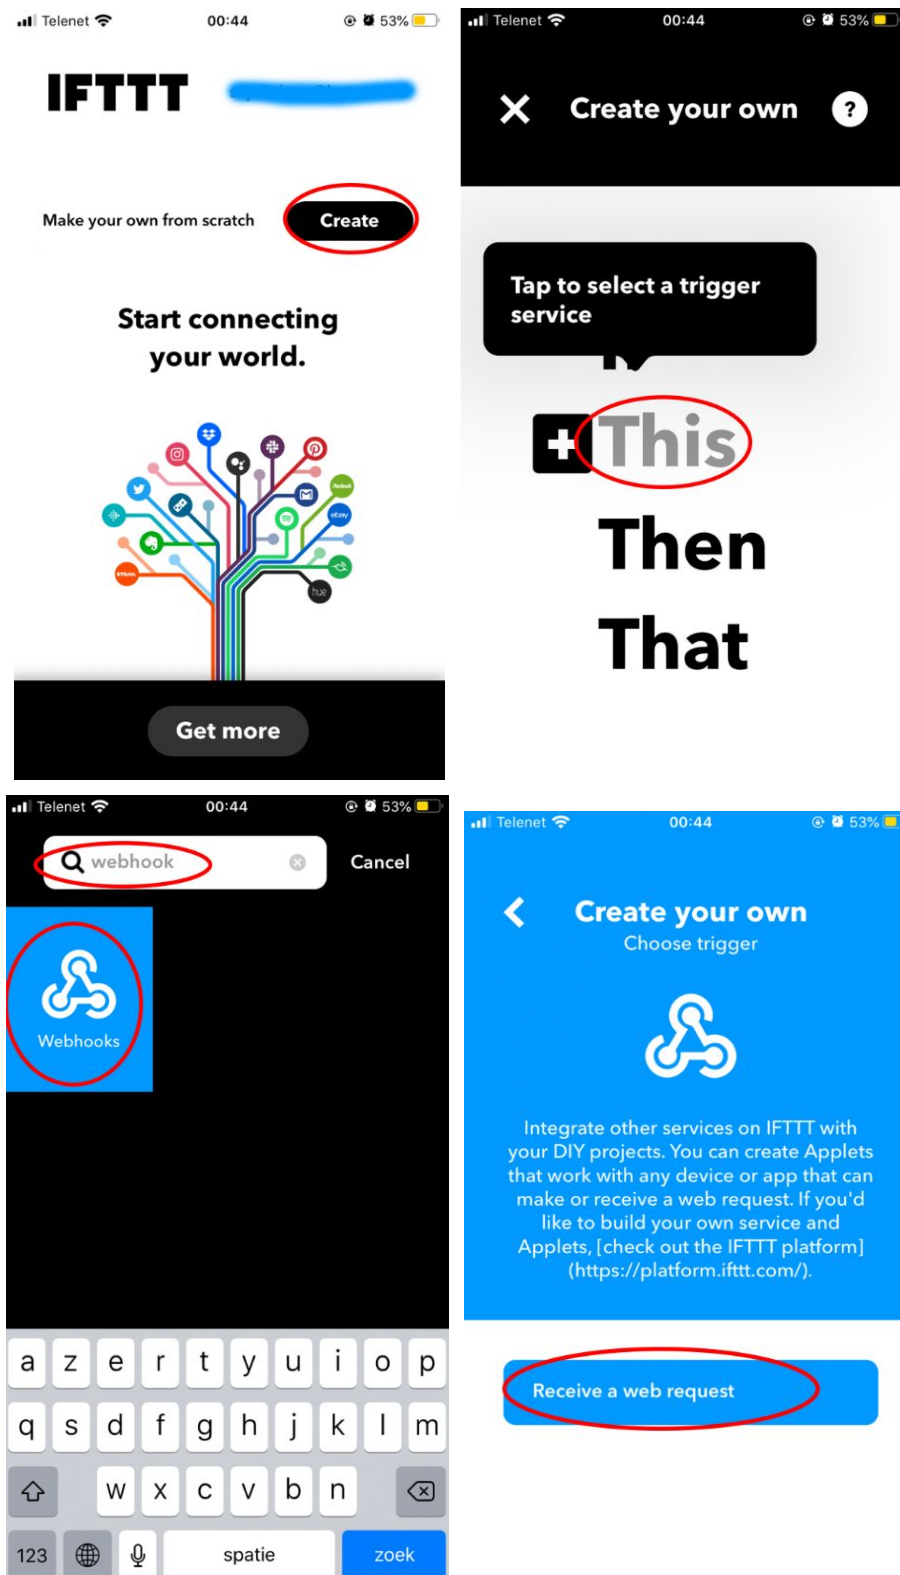 Telenet 00:44 53%
IFTTT
Make your own from scratch Create
Start connecting
your world.
STRAVA
iRobot
ebay
hue
Get more
Telenet 00:44 53%
Create your own ?
Tap to select a trigger
service
This
Then
That
Telenet 00:44 53%
webhook Cancel
Webhooks
a z e r t y u i o p
q s d f g h j k l m
w x c v b n
123 spatie zoek
Telenet 00:44 53%
Create your own
Choose trigger
Integrate other services on IFTTT with
your DIY projects. You can create Applets
that work with any device or app that can
make or receive a web request. If you'd
like to build your own service and
Applets, [check out the IFTTT platform]
(https://platform.ifttt.com/).
Receive a web request